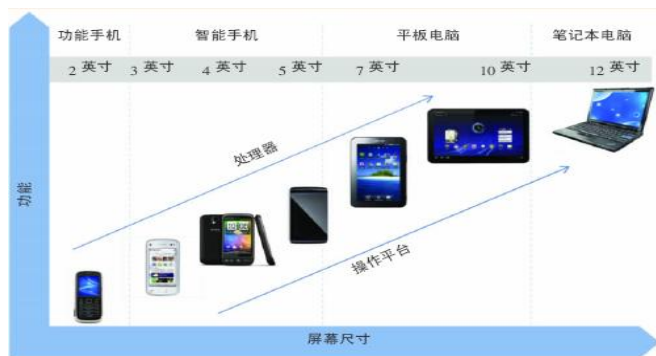 功能手机 智能手机 平板电脑 笔记本电脑
2 英寸 3 英寸 4 英寸 5 英寸 7 英寸 10 英寸 12 英寸
处理器
功能
操作平台
屏幕尺寸